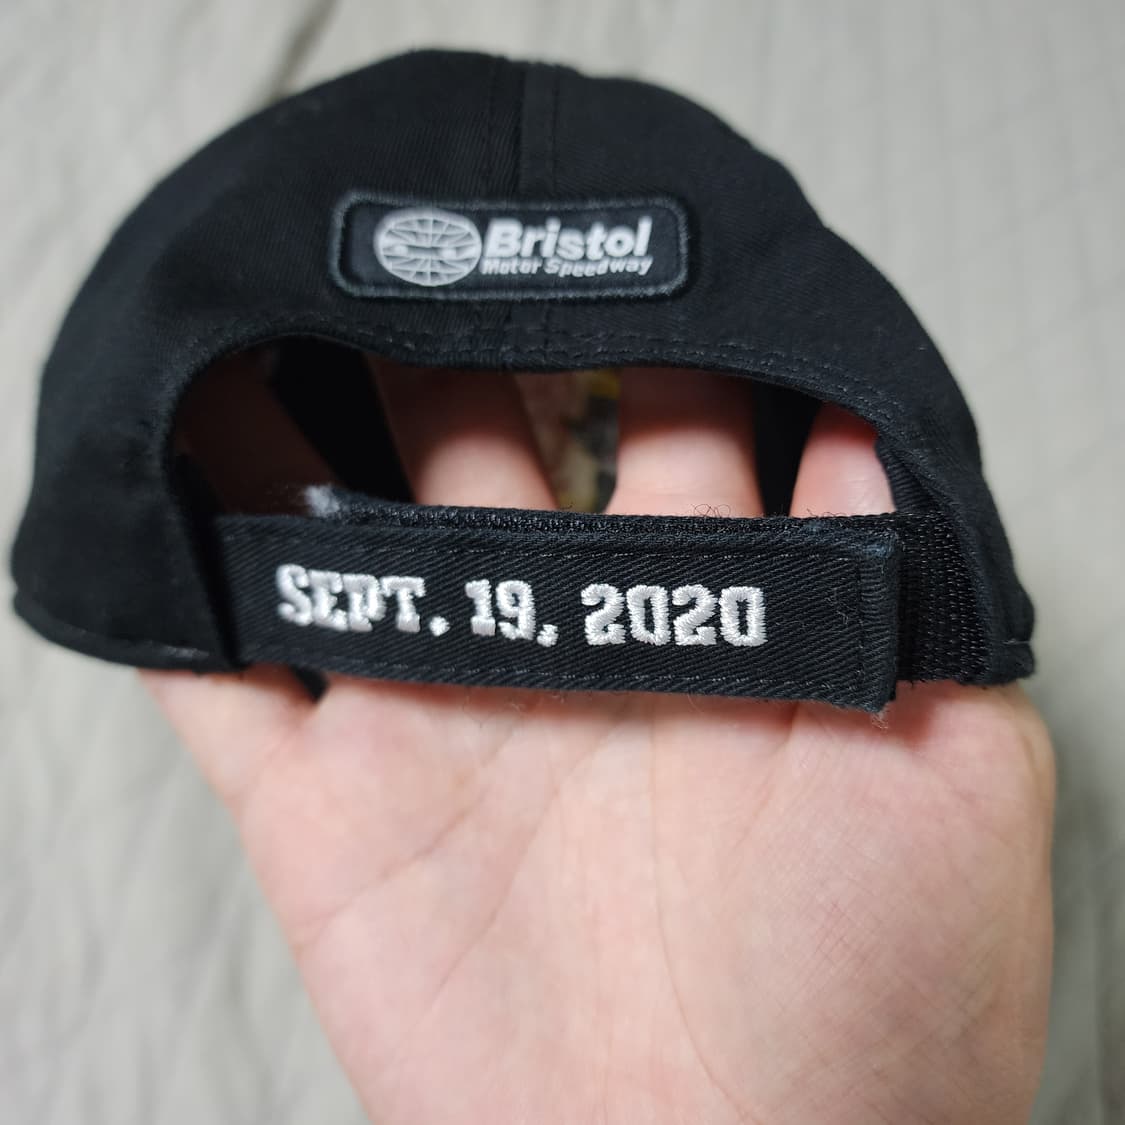 Bristol
Motor Speedway
SEPT. 19, 2020